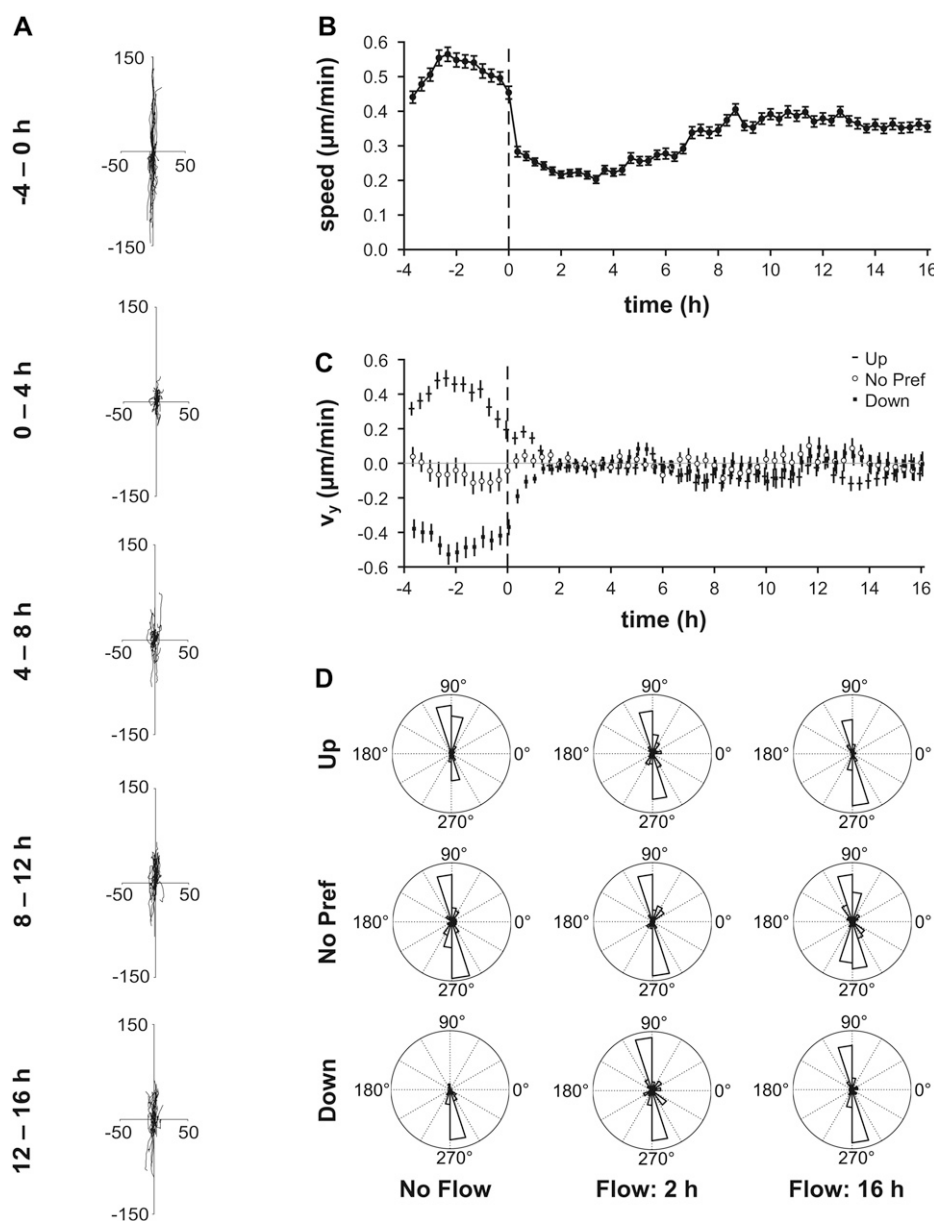 A
-4 – 0 h
150
-50 50
-150
0 – 4 h
150
-50 50
-150
4 – 8 h
150
-50 50
-150
8 – 12 h
150
-50 50
-150
12 – 16 h
150
-50 50
-150
B
speed (µm/min)
0.6
0.5
0.4
0.3
0.2
0.1
0.0
-4 -2 0 2 4 6 8 10 12 14 16
time (h)
C
vy (µm/min)
0.6
0.4
0.2
0.0
-0.2
-0.4
-0.6
-4 -2 0 2 4 6 8 10 12 14 16
time (h)
Up
No Pref
Down
D
Up
90° 90° 90°
180° 0° 180° 0° 180° 0°
270° 270° 270°
No Pref
90° 90° 90°
180° 0° 180° 0° 180° 0°
270° 270° 270°
Down
90° 90° 90°
180° 0° 180° 0° 180° 0°
270° 270° 270°
No Flow Flow: 2 h Flow: 16 h